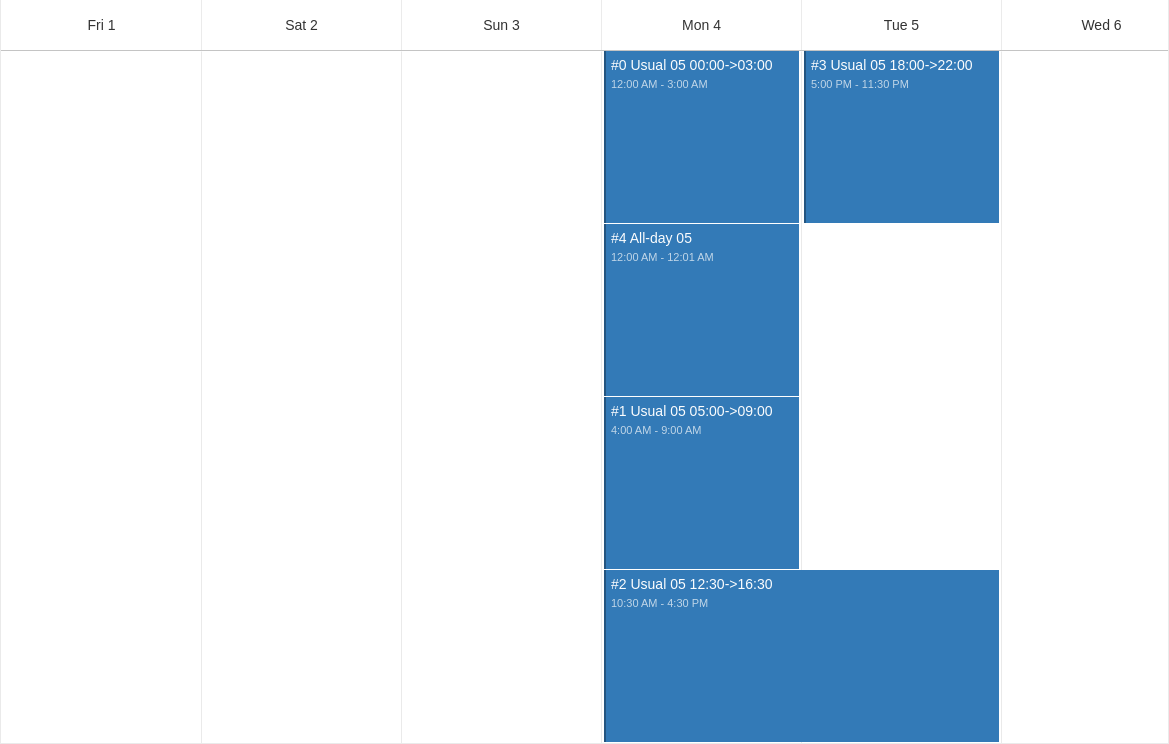 Fri 1
Sat 2
Sun 3
Mon 4
Tue 5
Wed 6
#0 Usual 05 00:00->03:00
12:00 AM - 3:00 AM
#3 Usual 05 18:00->22:00
5:00 PM - 11:30 PM
#4 All-day 05
12:00 AM - 12:01 AM
#1 Usual 05 05:00->09:00
4:00 AM - 9:00 AM
#2 Usual 05 12:30->16:30
10:30 AM - 4:30 PM